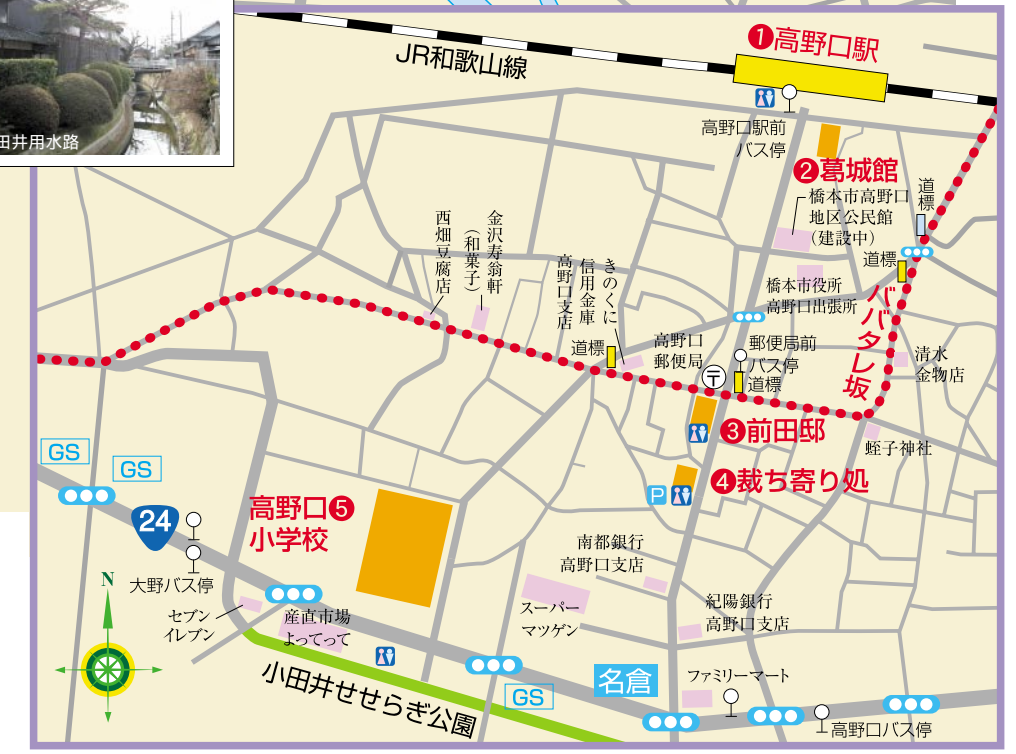 田井用水路
JR和歌山線
❶高野口駅
高野口駅前
バス停
❷葛城館
橋本市高野口
地区公民館
(建設中)
道標
道標
橋本市役所
高野口出張所
ババタレ坂
清水
金物店
西畑豆腐店
金沢寿翁軒
(和菓子)
きのくに
信用金庫
高野口支店
道標
高野口
郵便局
〒
郵便局前
バス停
道標
❸前田邸
蛭子神社
P
❹裁ち寄り処
GS
GS
24
大野バス停
高野口❺
小学校
セブン
イレブン
産直市場
よってって
N
南都銀行
高野口支店
スーパー
マツゲン
紀陽銀行
高野口支店
小田井せせらぎ公園
GS
名倉
ファミリーマート
高野口バス停